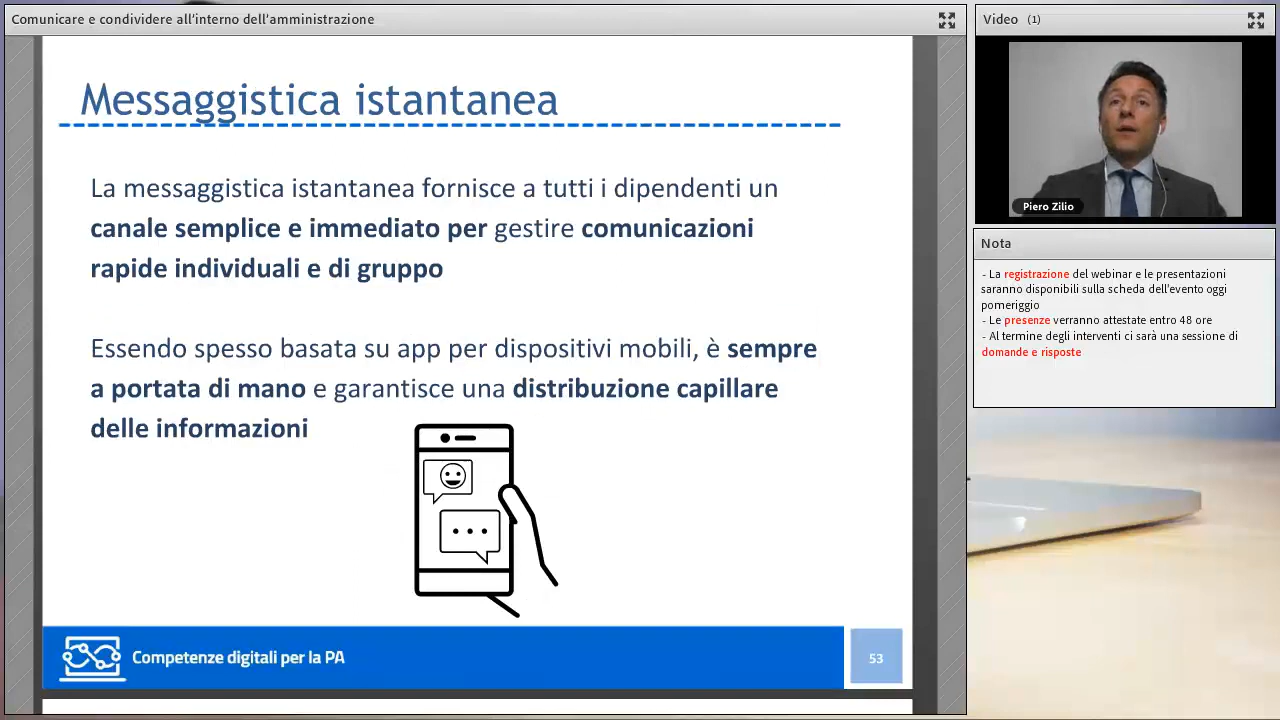 Comunicare e condividere all'interno dell'amministrazione
Messaggistica istantanea
La messaggistica istantanea fornisce a tutti i dipendenti un
canale semplice e immediato per gestire comunicazioni
rapide individuali e di gruppo
Essendo spesso basata su app per dispositivi mobili, è sempre
a portata di mano e garantisce una distribuzione capillare
delle informazioni
Competenze digitali per la PA
53
Video (1)
Piero Zilio
Nota
- La registrazione del webinar e le presentazioni
saranno disponibili sulla scheda dell'evento oggi
pomeriggio
- Le presenze verranno attestate entro 48 ore
- Al termine degli interventi ci sarà una sessione di
domande e risposte